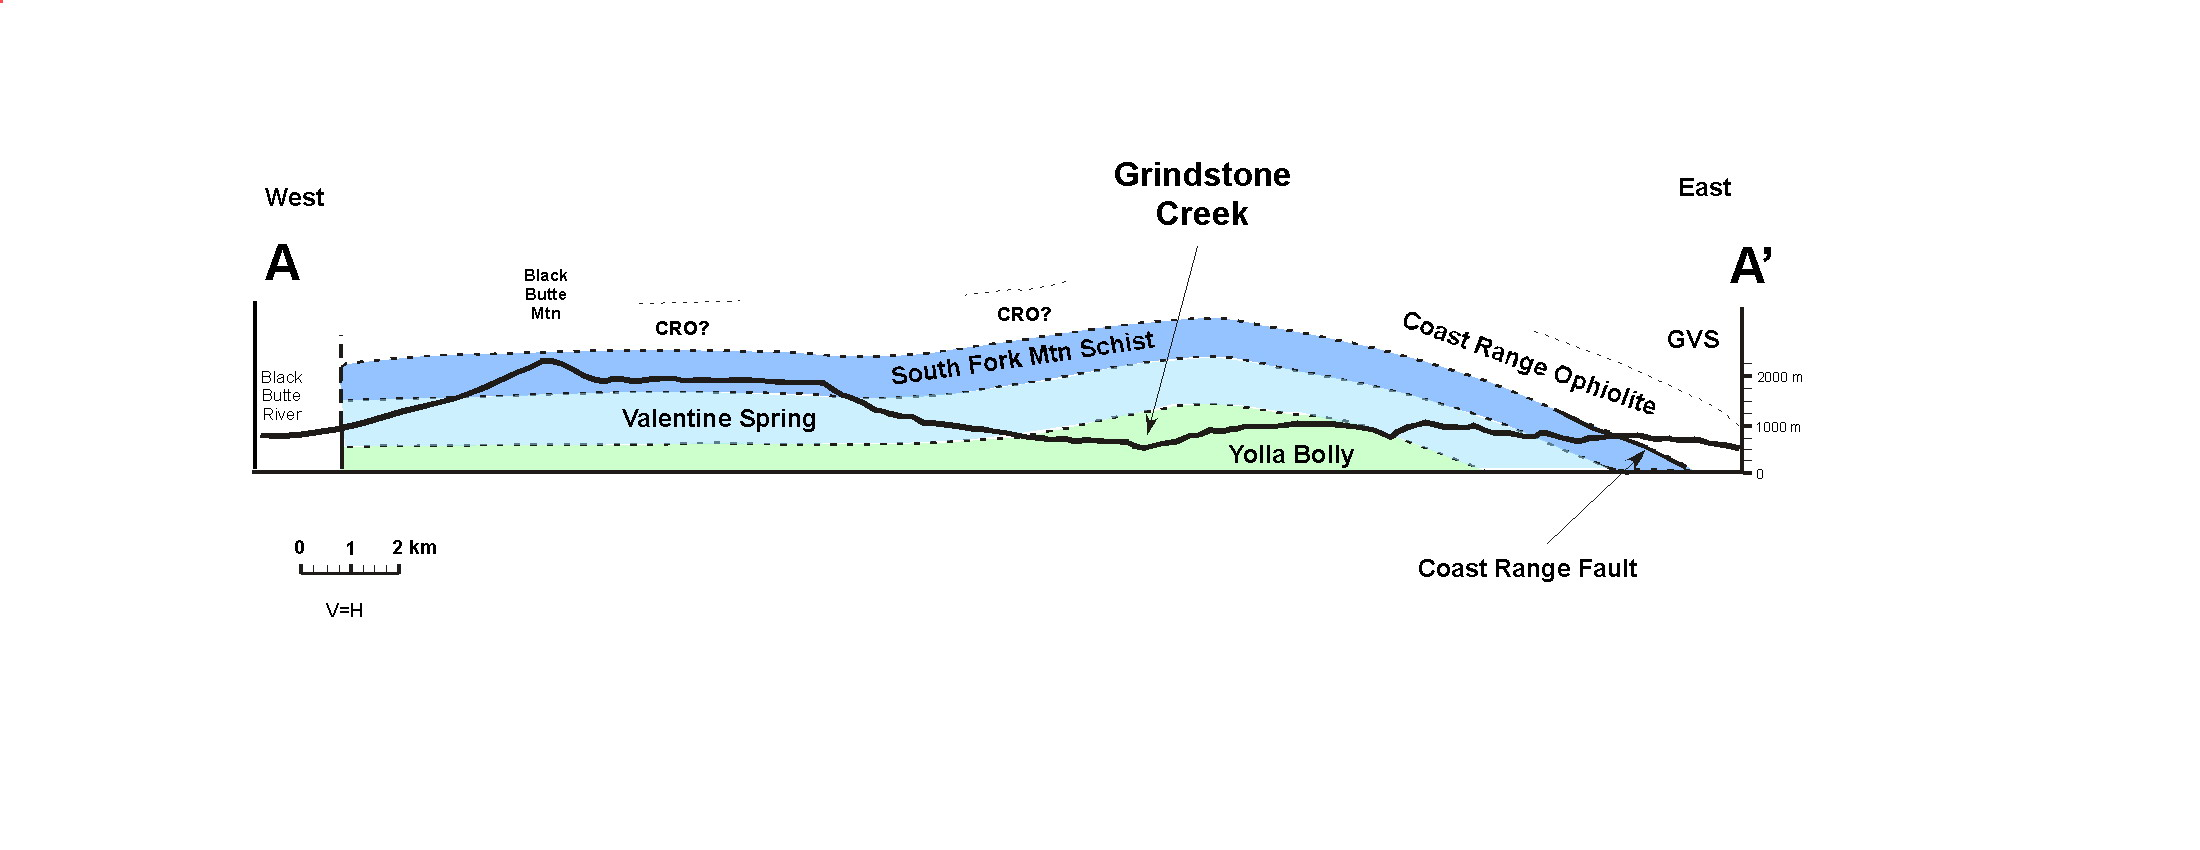 Grindstone
Creek
West
East
A
A’
Black
Butte
Mtn
CRO?
CRO?
Coast Range Ophiolite
GVS
South Fork Mtn Schist
Black
Butte
River
2000 m
Valentine Spring
1000 m
Yolla Bolly
0
0 1 2 km
Coast Range Fault
V=H